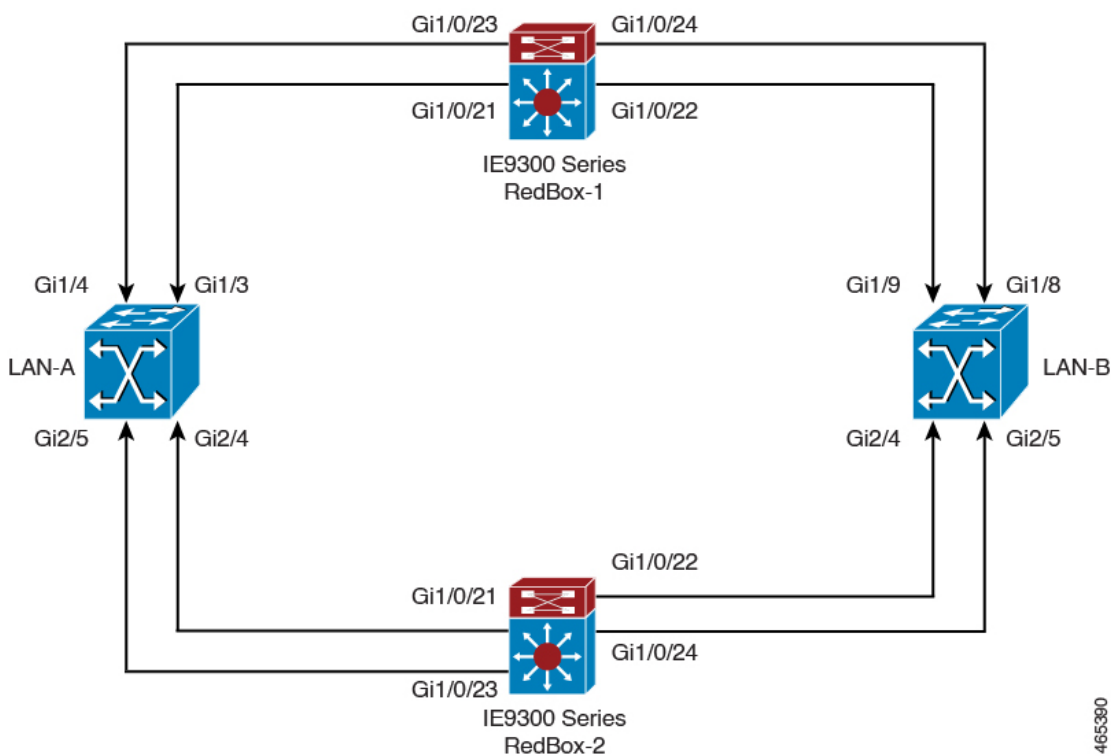 Gi1/0/23
Gi1/0/24
Gi1/0/21
Gi1/0/22
IE9300 Series
RedBox-1
Gi1/4
Gi1/3
Gi1/9
Gi1/8
LAN-A
LAN-B
Gi2/5
Gi2/4
Gi2/4
Gi2/5
Gi1/0/22
Gi1/0/21
Gi1/0/24
Gi1/0/23
IE9300 Series
RedBox-2
465390